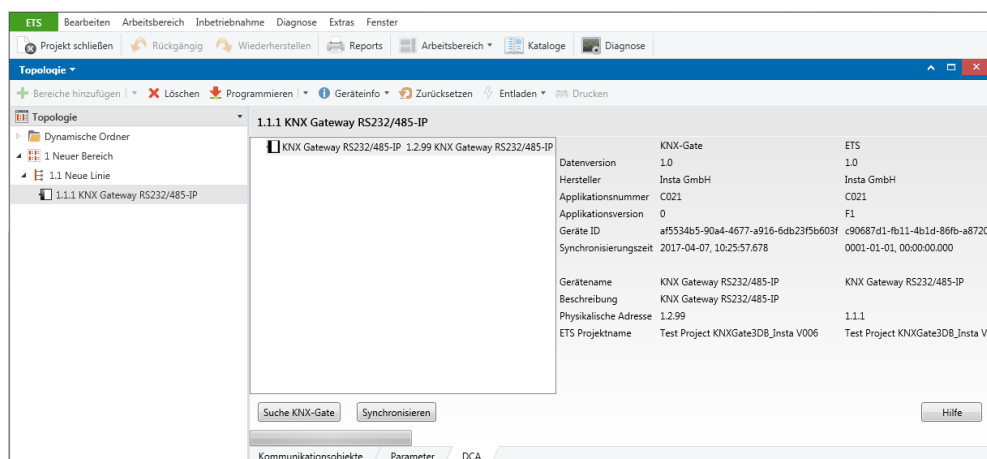 ETS Bearbeiten Arbeitsbereich Inbetriebnahme Diagnose Extras Fenster
Projekt schließen Rückgängig Wiederherstellen Reports Arbeitsbereich Kataloge Diagnose
Topologie
Bereiche hinzufügen Löschen Programmieren Geräteinfo Zurücksetzen Entladen Drucken
Topologie
Dynamische Ordner
1 Neuer Bereich
1.1 Neue Linie
1.1.1 KNX Gateway RS232/485-IP
1.1.1 KNX Gateway RS232/485-IP
KNX Gateway RS232/485-IP 1.2.99 KNX Gateway RS232/485-IP
KNX-Gate ETS
Datenversion 1.0 1.0
Hersteller Insta GmbH Insta GmbH
Applikationsnummer C021 C021
Applikationsversion 0 F1
Geräte ID af5534b5-90a4-4677-a916-6db23f5b603f c90687d1-fb11-4b1d-86fb-a8720
Synchronisierungszeit 2017-04-07, 10:25:57.678 0001-01-01, 00:00:00.000
Gerätename KNX Gateway RS232/485-IP KNX Gateway RS232/485-IP
Beschreibung KNX Gateway RS232/485-IP
Physikalische Adresse 1.2.99 1.1.1
ETS Projektname Test Project KNXGate3DB_Insta V006 Test Project KNXGate3DB_Insta V
Suche KNX-Gate Synchronisieren Hilfe
Kommunikationsobjekte Parameter DCA